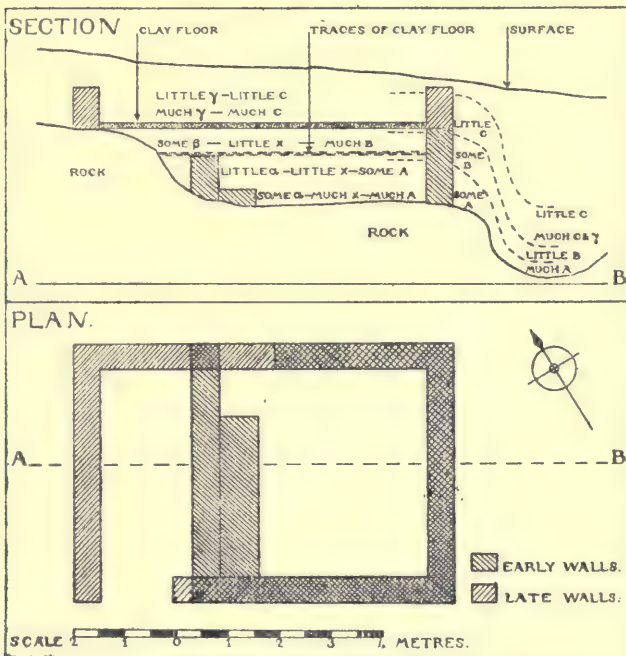 SECTION
CLAY FLOOR
TRACES OF CLAY FLOOR
SURFACE
LITTLE γ-LITTLE C
MUCH γ — MUCH C
LITTLE
C
SOME β — LITTLE X — MUCH B
SOME
B
ROCK
LITTLE α-LITTLE X-SOME A
SOME α-MUCH X-MUCH A
SOME
A
ROCK
LITTLE C
MUCH C & γ
LITTLE B
MUCH A
A
B
PLAN.
A
B
EARLY WALLS.
LATE WALLS.
SCALE 2 1 0 1 2 3 4 METRES.